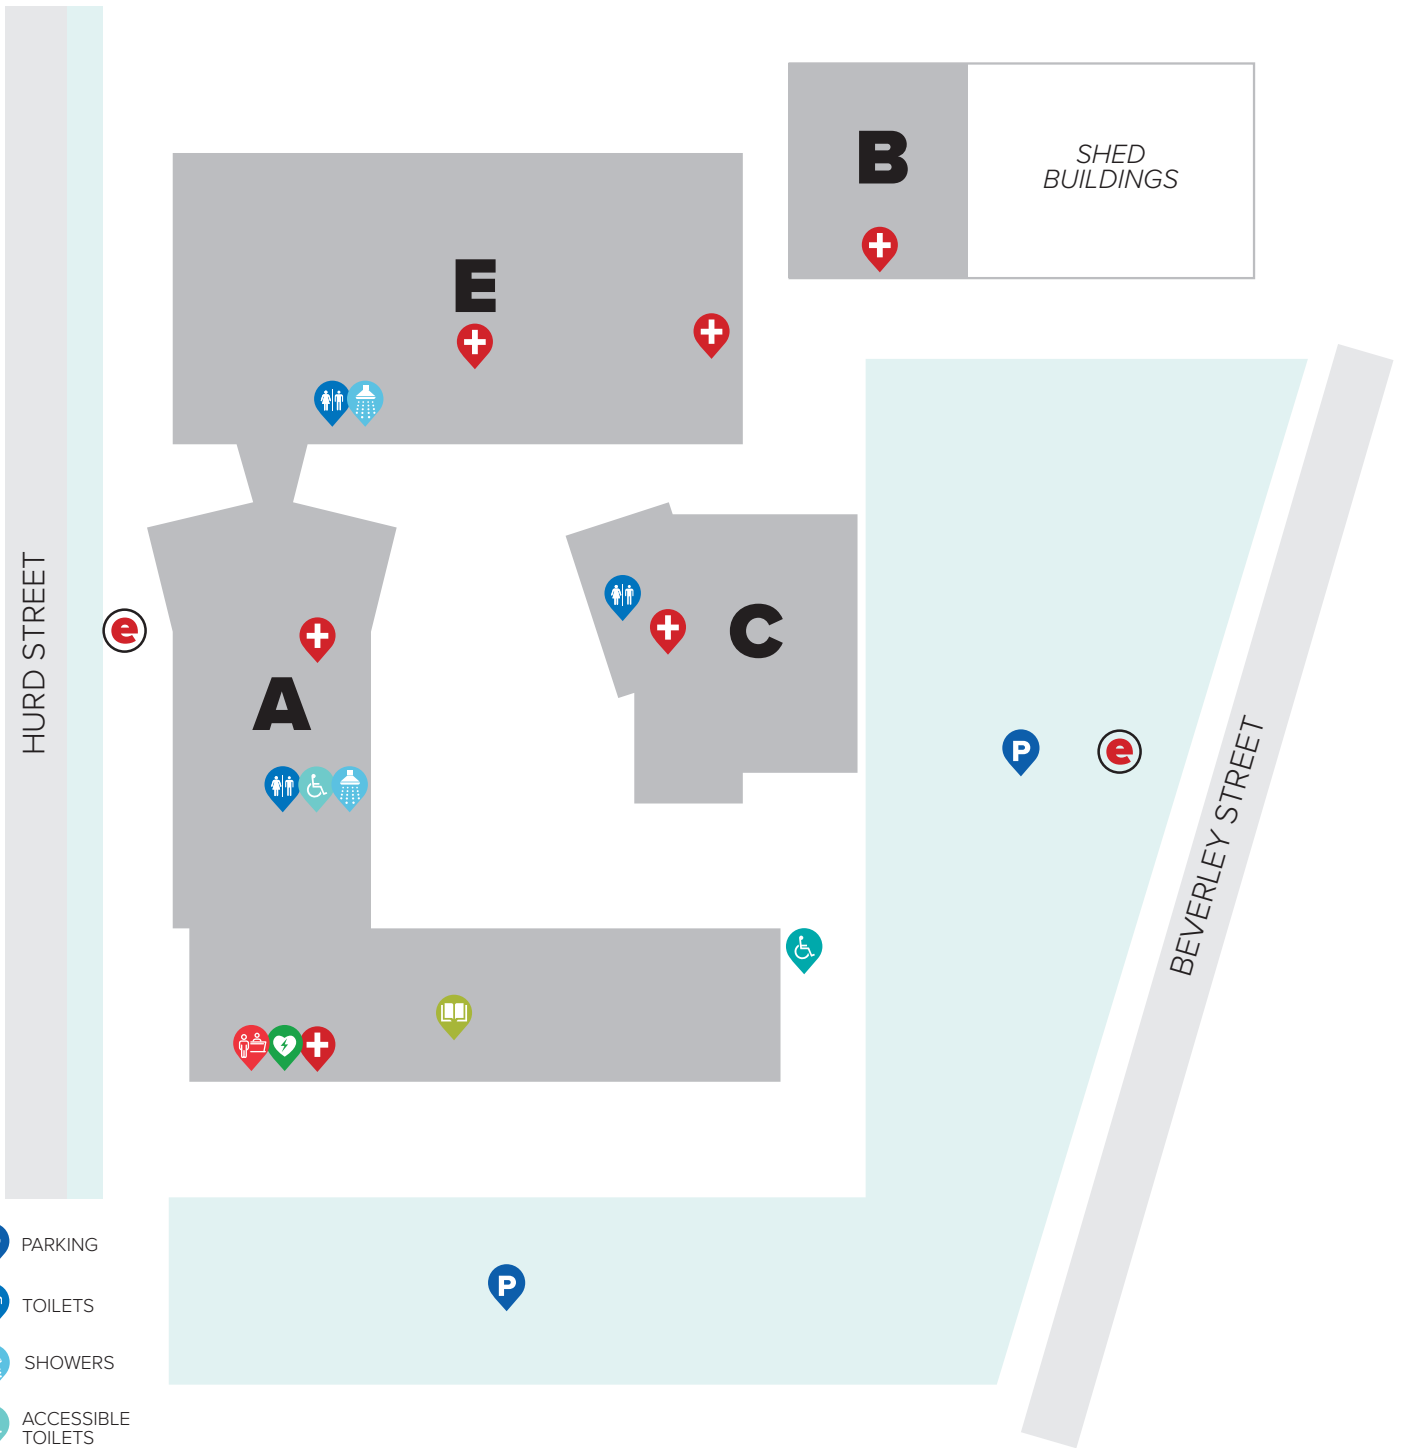 B
SHED
BUILDINGS
E
HURD STREET
e
C
A
P
e
BEVERLEY STREET
P
PARKING
TOILETS
SHOWERS
ACCESSIBLE
TOILETS